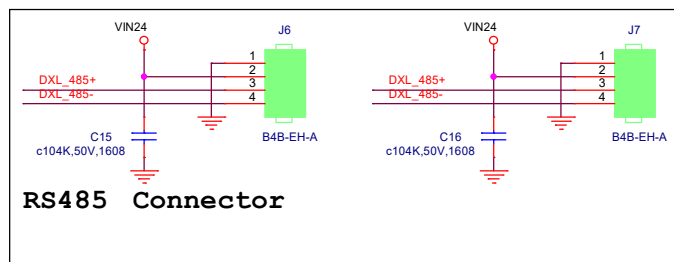 VIN24 J6 VIN24 J7
1 1
2 2
DXL_485+ 3 DXL_485+ 3
DXL_485- 4 DXL_485- 4
C15 B4B-EH-A C16 B4B-EH-A
c104K,50V,1608 c104K,50V,1608
RS485 Connector